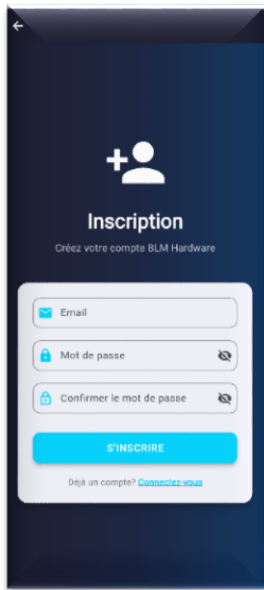 Inscription
Créez votre compte BLM Hardware
Email
Mot de passe
Confirmer le mot de passe
S'INSCRIRE
Déjà un compte? Connectez-vous